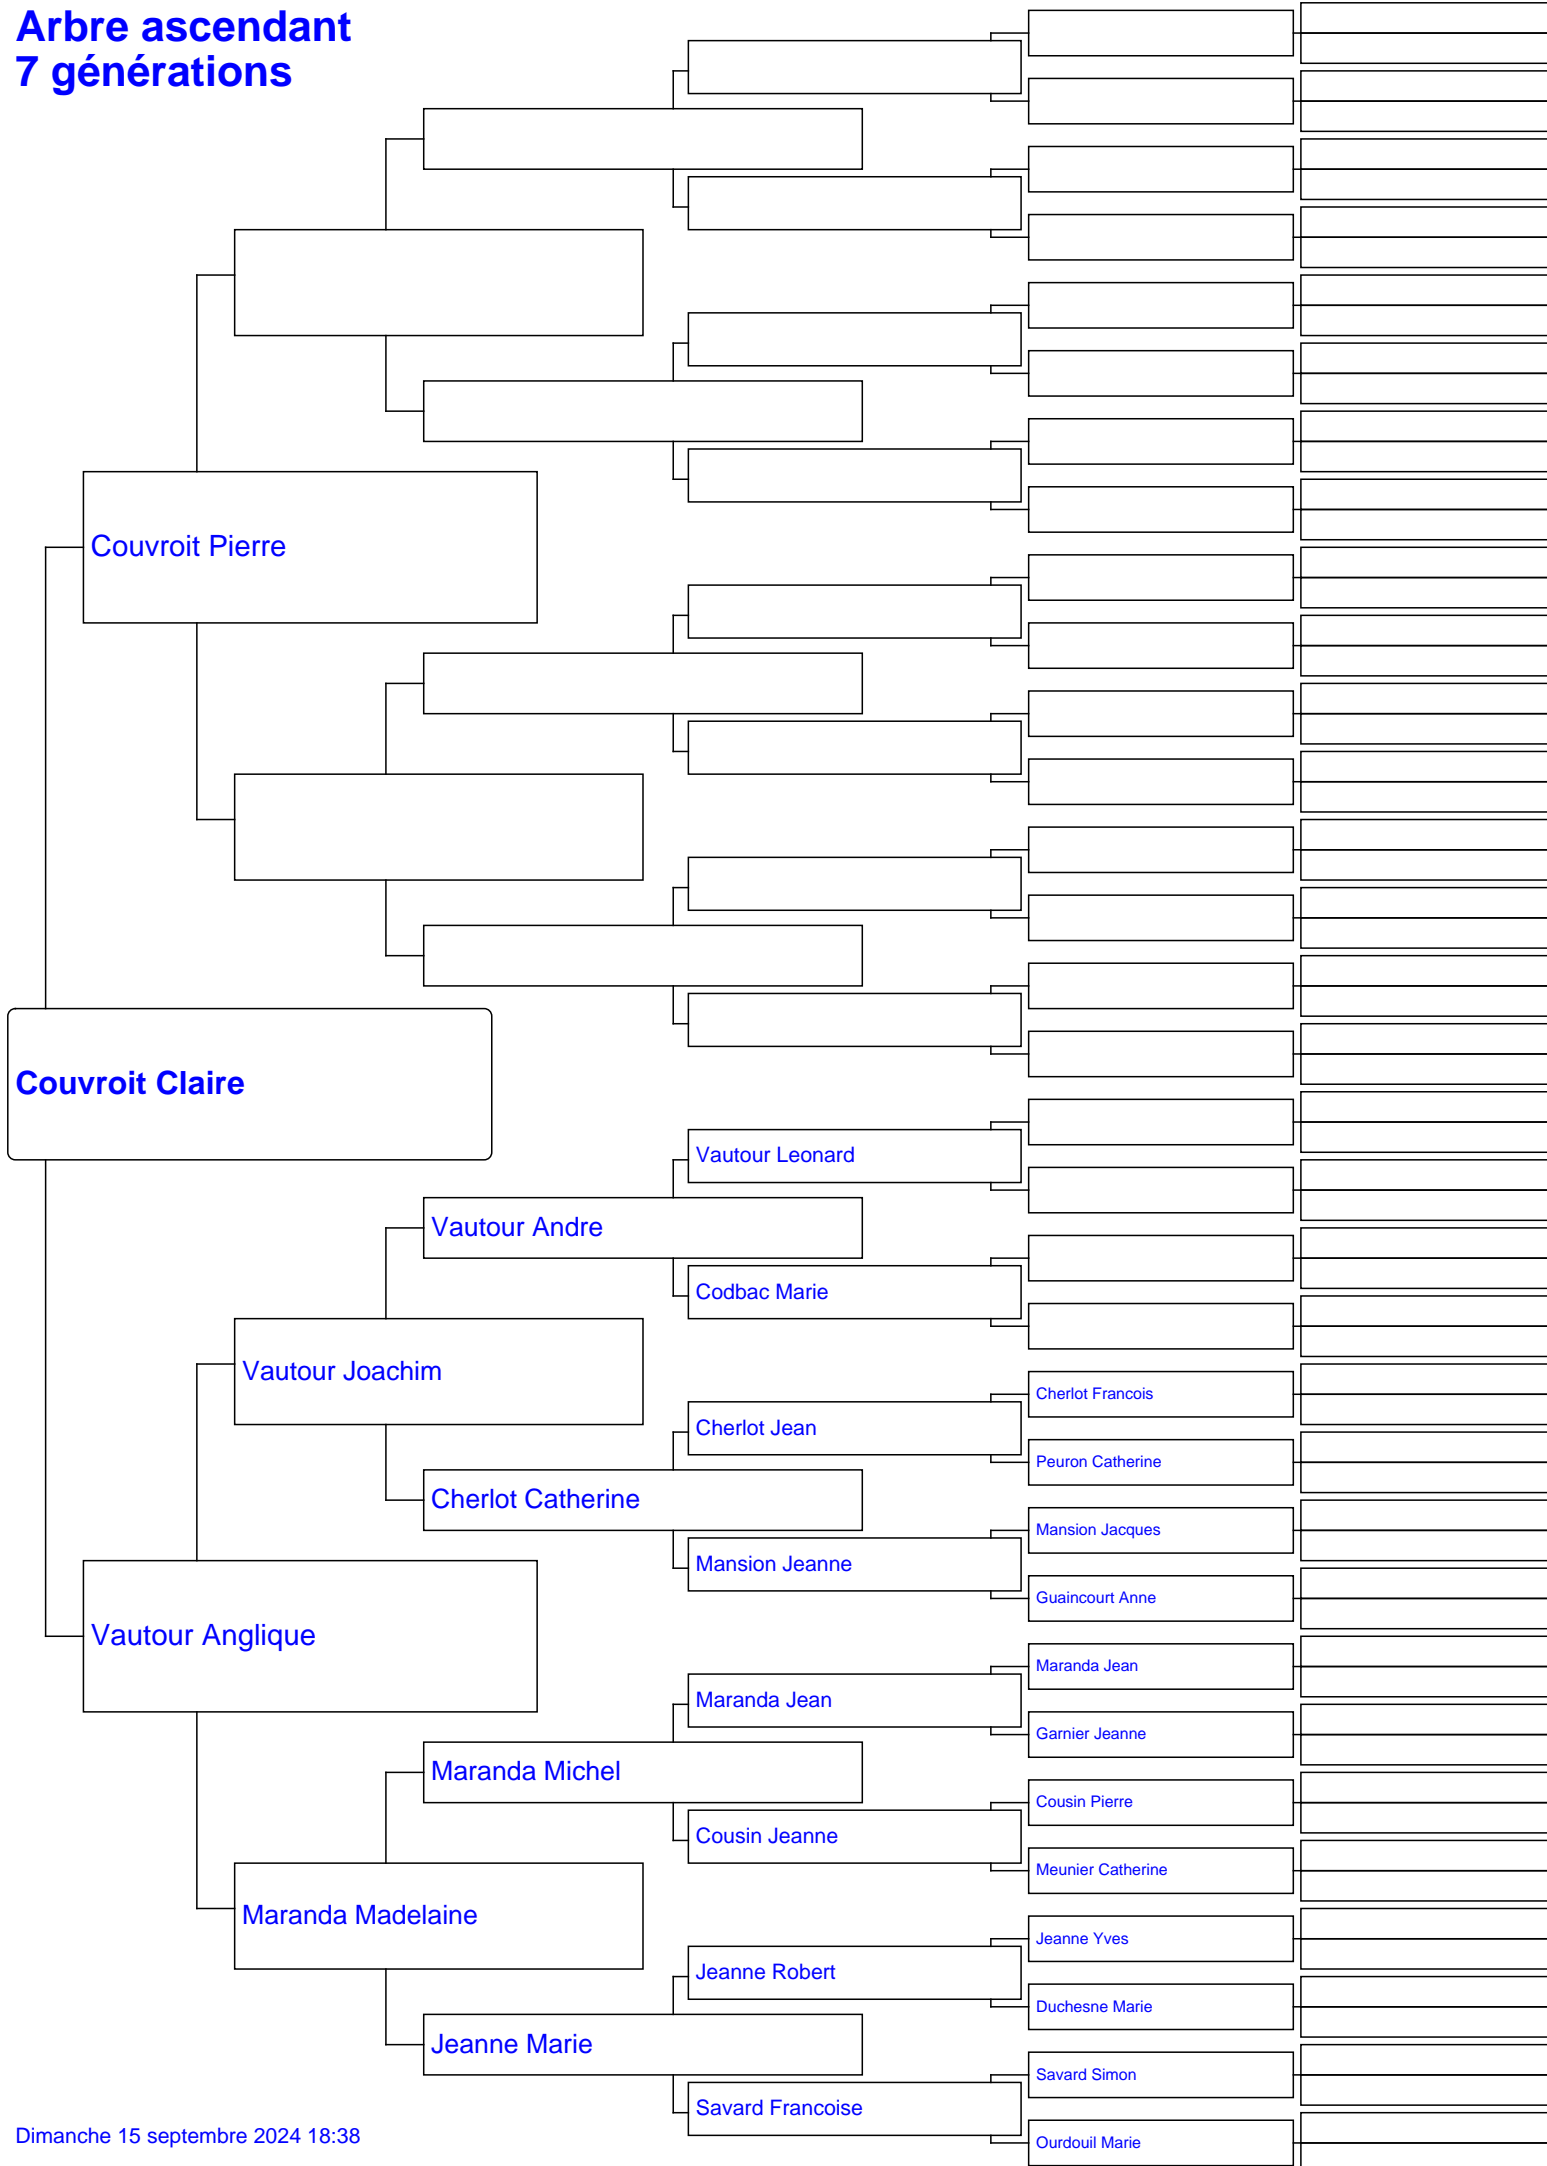 Arbre ascendant
7 générations
Couvroit Pierre
Couvroit Claire
Vautour Leonard
Vautour Andre
Codbac Marie
Vautour Joachim
Cherlot Francois
Cherlot Jean
Peuron Catherine
Cherlot Catherine
Mansion Jacques
Mansion Jeanne
Guaincourt Anne
Vautour Anglique
Maranda Jean
Maranda Jean
Garnier Jeanne
Maranda Michel
Cousin Pierre
Cousin Jeanne
Meunier Catherine
Maranda Madelaine
Jeanne Yves
Jeanne Robert
Duchesne Marie
Jeanne Marie
Savard Simon
Savard Francoise
Ourdouil Marie
Dimanche 15 septembre 2024 18:38